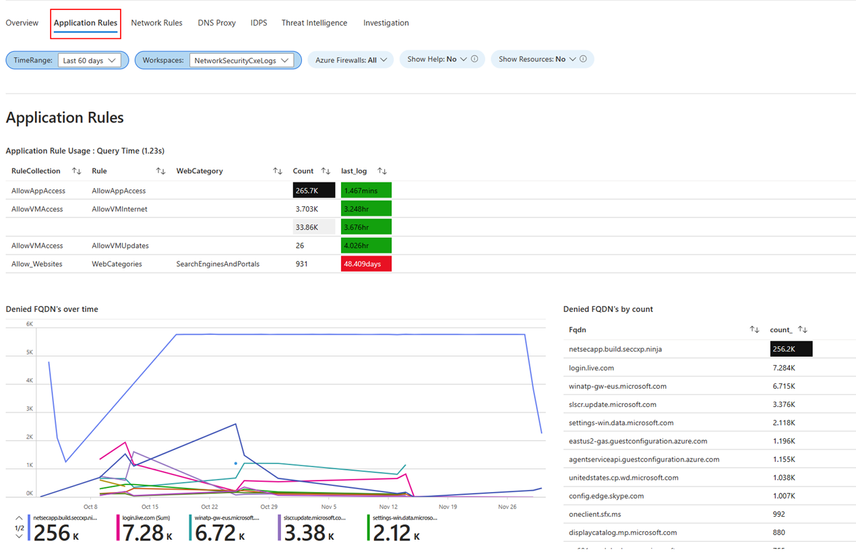 Overview Application Rules Network Rules DNS Proxy IDPS Threat Intelligence Investigation
TimeRange: Last 60 days Workspaces: NetworkSecurityCxeLogs Azure Firewalls: All Show Help: No Show Resources: No
Application Rules
Application Rule Usage : Query Time (1.23s)
RuleCollection Rule WebCategory Count last_log
AllowAppAccess AllowAppAccess 265.7K 1.467mins
AllowVMAccess AllowVMInternet 3.703K 3.248hr
33.86K 3.676hr
AllowVMAccess AllowVMUpdates 26 4.026hr
Allow_Websites WebCategories SearchEnginesAndPortals 931 48.409days
Denied FQDN's over time
6K
5K
4K
3K
2K
1K
0K
Oct 8 Oct 15 Oct 22 Oct 29 Nov 5 Nov 12 Nov 19 Nov 26
1/2
netsecapp.build.seccxp.ni... login.live.com (Sum) winatp-gw-eus.microsoft.... slscr.update.microsoft.co... settings-win.data.microso...
256 K 7.28 K 6.72 K 3.38 K 2.12 K
Denied FQDN's by count
Fqdn count_
netsecapp.build.seccxp.ninja 256.2K
login.live.com 7.284K
winatp-gw-eus.microsoft.com 6.715K
slscr.update.microsoft.com 3.376K
settings-win.data.microsoft.com 2.118K
eastus2-gas.guestconfiguration.azure.com 1.196K
agentserviceapi.guestconfiguration.azure.com 1.155K
unitedstates.cp.wd.microsoft.com 1.038K
config.edge.skype.com 1.007K
oneclient.sfx.ms 992
displaycatalog.mp.microsoft.com 880